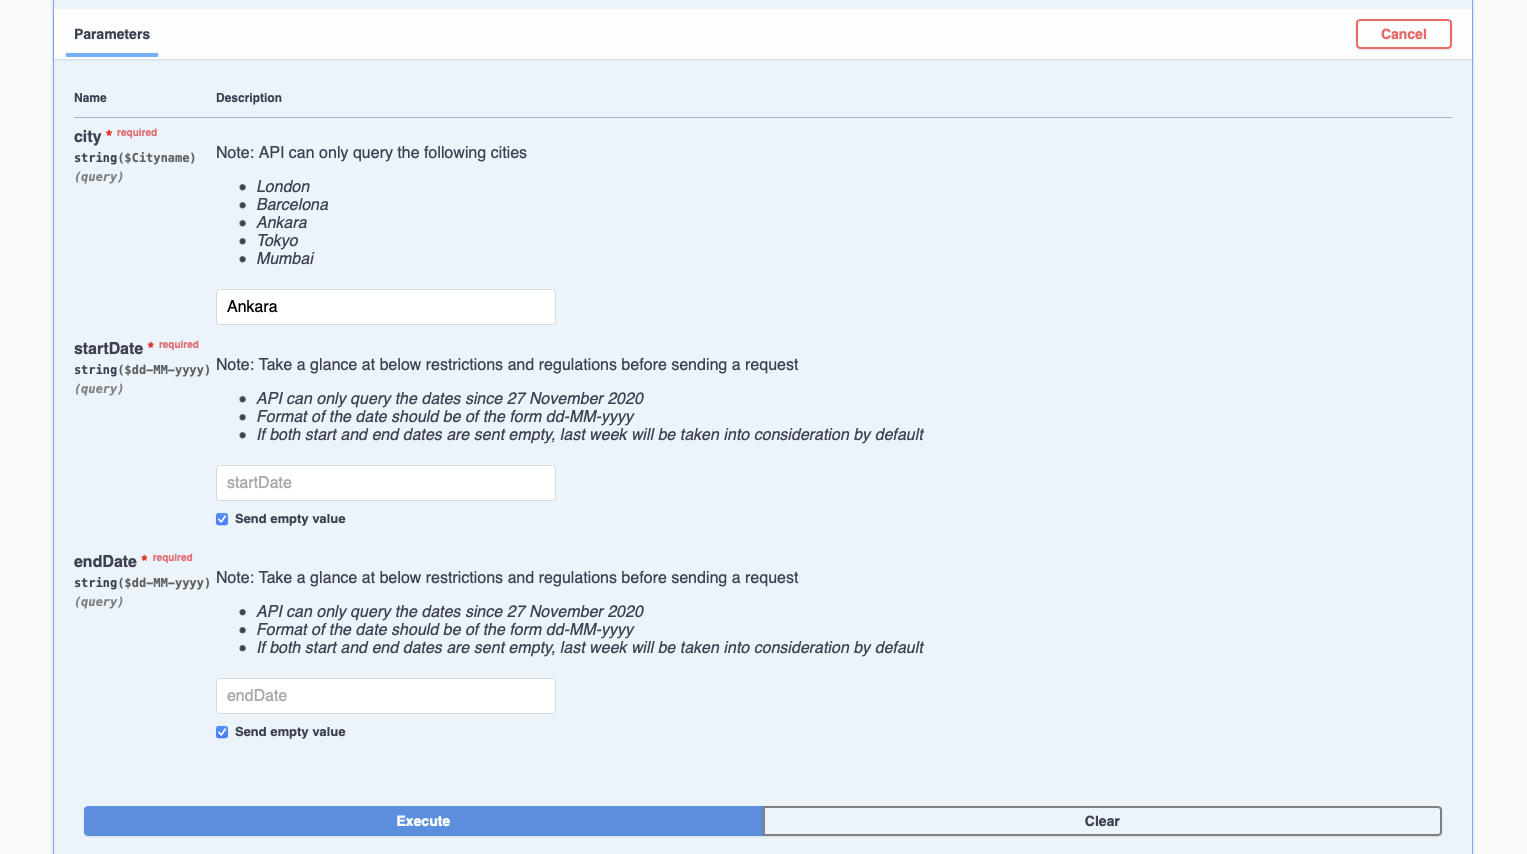 Parameters
Cancel
Name
Description
city * required
string($Cityname)
(query)
Note: API can only query the following cities
London
Barcelona
Ankara
Tokyo
Mumbai
Ankara
startDate * required
string($dd-MM-yyyy)
(query)
Note: Take a glance at below restrictions and regulations before sending a request
API can only query the dates since 27 November 2020
Format of the date should be of the form dd-MM-yyyy
If both start and end dates are sent empty, last week will be taken into consideration by default
startDate
Send empty value
endDate * required
string($dd-MM-yyyy)
(query)
Note: Take a glance at below restrictions and regulations before sending a request
API can only query the dates since 27 November 2020
Format of the date should be of the form dd-MM-yyyy
If both start and end dates are sent empty, last week will be taken into consideration by default
endDate
Send empty value
Execute
Clear